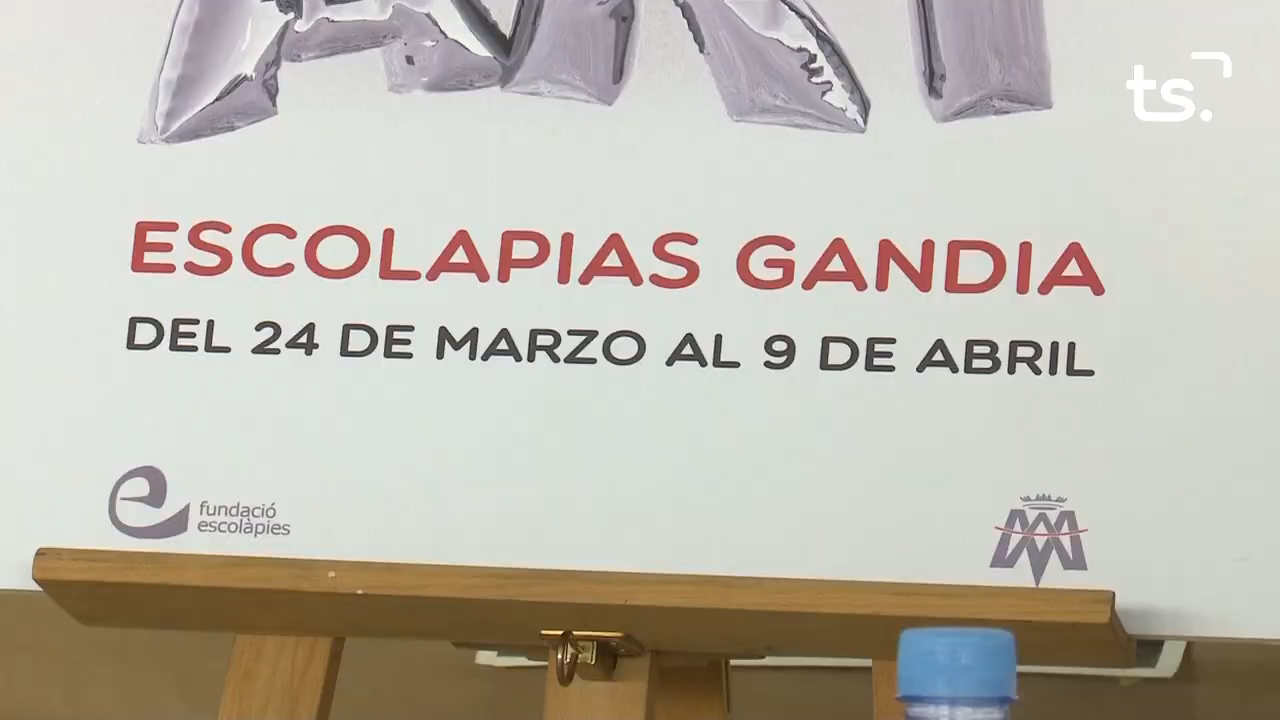 ts.
ESCOLAPIAS GANDIA
DEL 24 DE MARZO AL 9 DE ABRIL
fundació
escolàpies